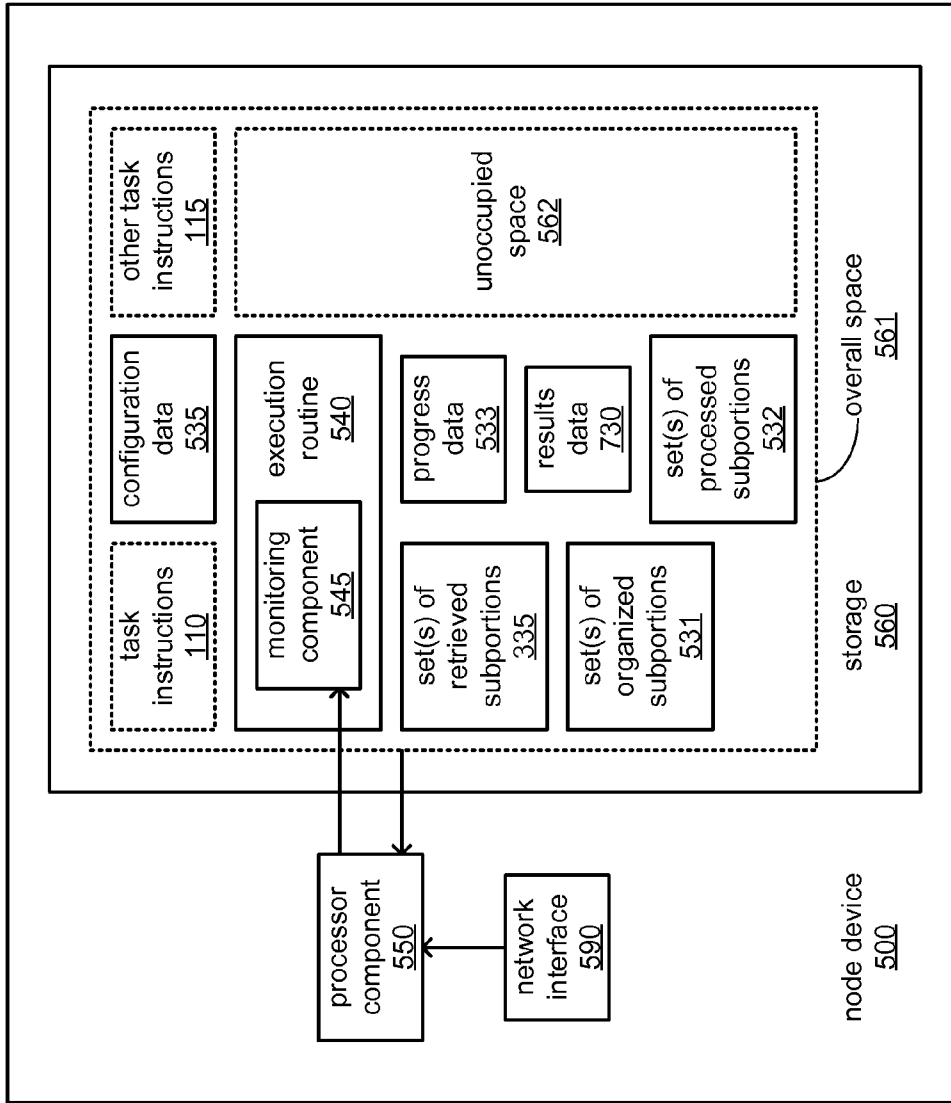 task
instructions
110
configuration
data
535
other task
instructions
115
execution
routine
540
monitoring
component
545
unoccupied
space
562
set(s) of
retrieved
subportions
335
progress
data
533
results
data
730
set(s) of
organized
subportions
531
set(s) of
processed
subportions
532
processor
component
550
network
interface
590
node device
500
storage
560
overall space
561